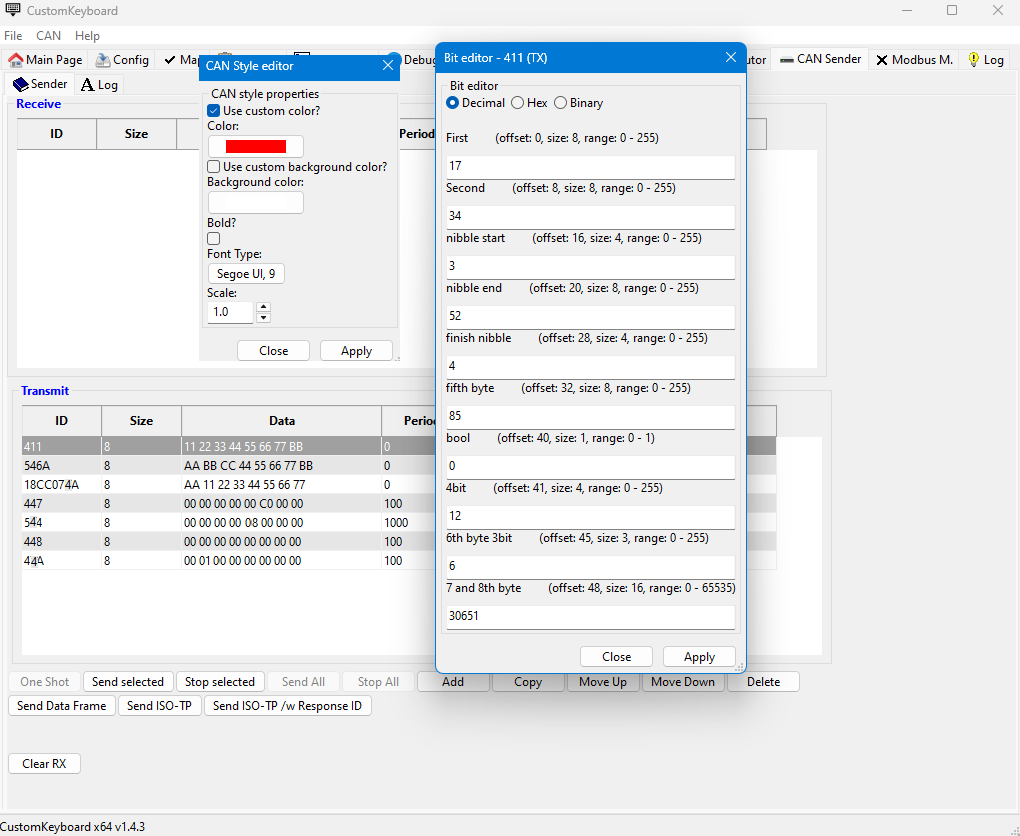 CustomKeyboard
File CAN Help
Main Page Config Debu CAN Sender Modbus M. Log
Sender Log
Receive
ID Size Period
CAN Style editor
CAN style properties
Use custom color?
Color:
Use custom background color?
Background color:
Bold?
Font Type:
Segoe UI, 9
Scale:
1.0
Close Apply
Bit editor - 411 (TX)
Bit editor
Decimal Hex Binary
First (offset: 0, size: 8, range: 0 - 255)
17
Second (offset: 8, size: 8, range: 0 - 255)
34
nibble start (offset: 16, size: 4, range: 0 - 255)
3
nibble end (offset: 20, size: 8, range: 0 - 255)
52
finish nibble (offset: 28, size: 4, range: 0 - 255)
4
fifth byte (offset: 32, size: 8, range: 0 - 255)
85
bool (offset: 40, size: 1, range: 0 - 1)
0
4bit (offset: 41, size: 4, range: 0 - 255)
12
6th byte 3bit (offset: 45, size: 3, range: 0 - 255)
6
7 and 8th byte (offset: 48, size: 16, range: 0 - 65535)
30651
Close Apply
Transmit
ID Size Data Perio
411 8 11 22 33 44 55 66 77 BB 0
546A 8 AA BB CC 44 55 66 77 BB 0
18CC074A 8 AA 11 22 33 44 55 66 77 0
447 8 00 00 00 00 00 C0 00 00 100
544 8 00 00 00 00 08 00 00 00 1000
448 8 00 00 00 00 00 00 00 00 100
44A 8 00 01 00 00 00 00 00 00 100
One Shot Send selected Stop selected Send All Stop All Add Copy Move Up Move Down Delete
Send Data Frame Send ISO-TP Send ISO-TP /w Response ID
Clear RX
CustomKeyboard x64 v1.4.3